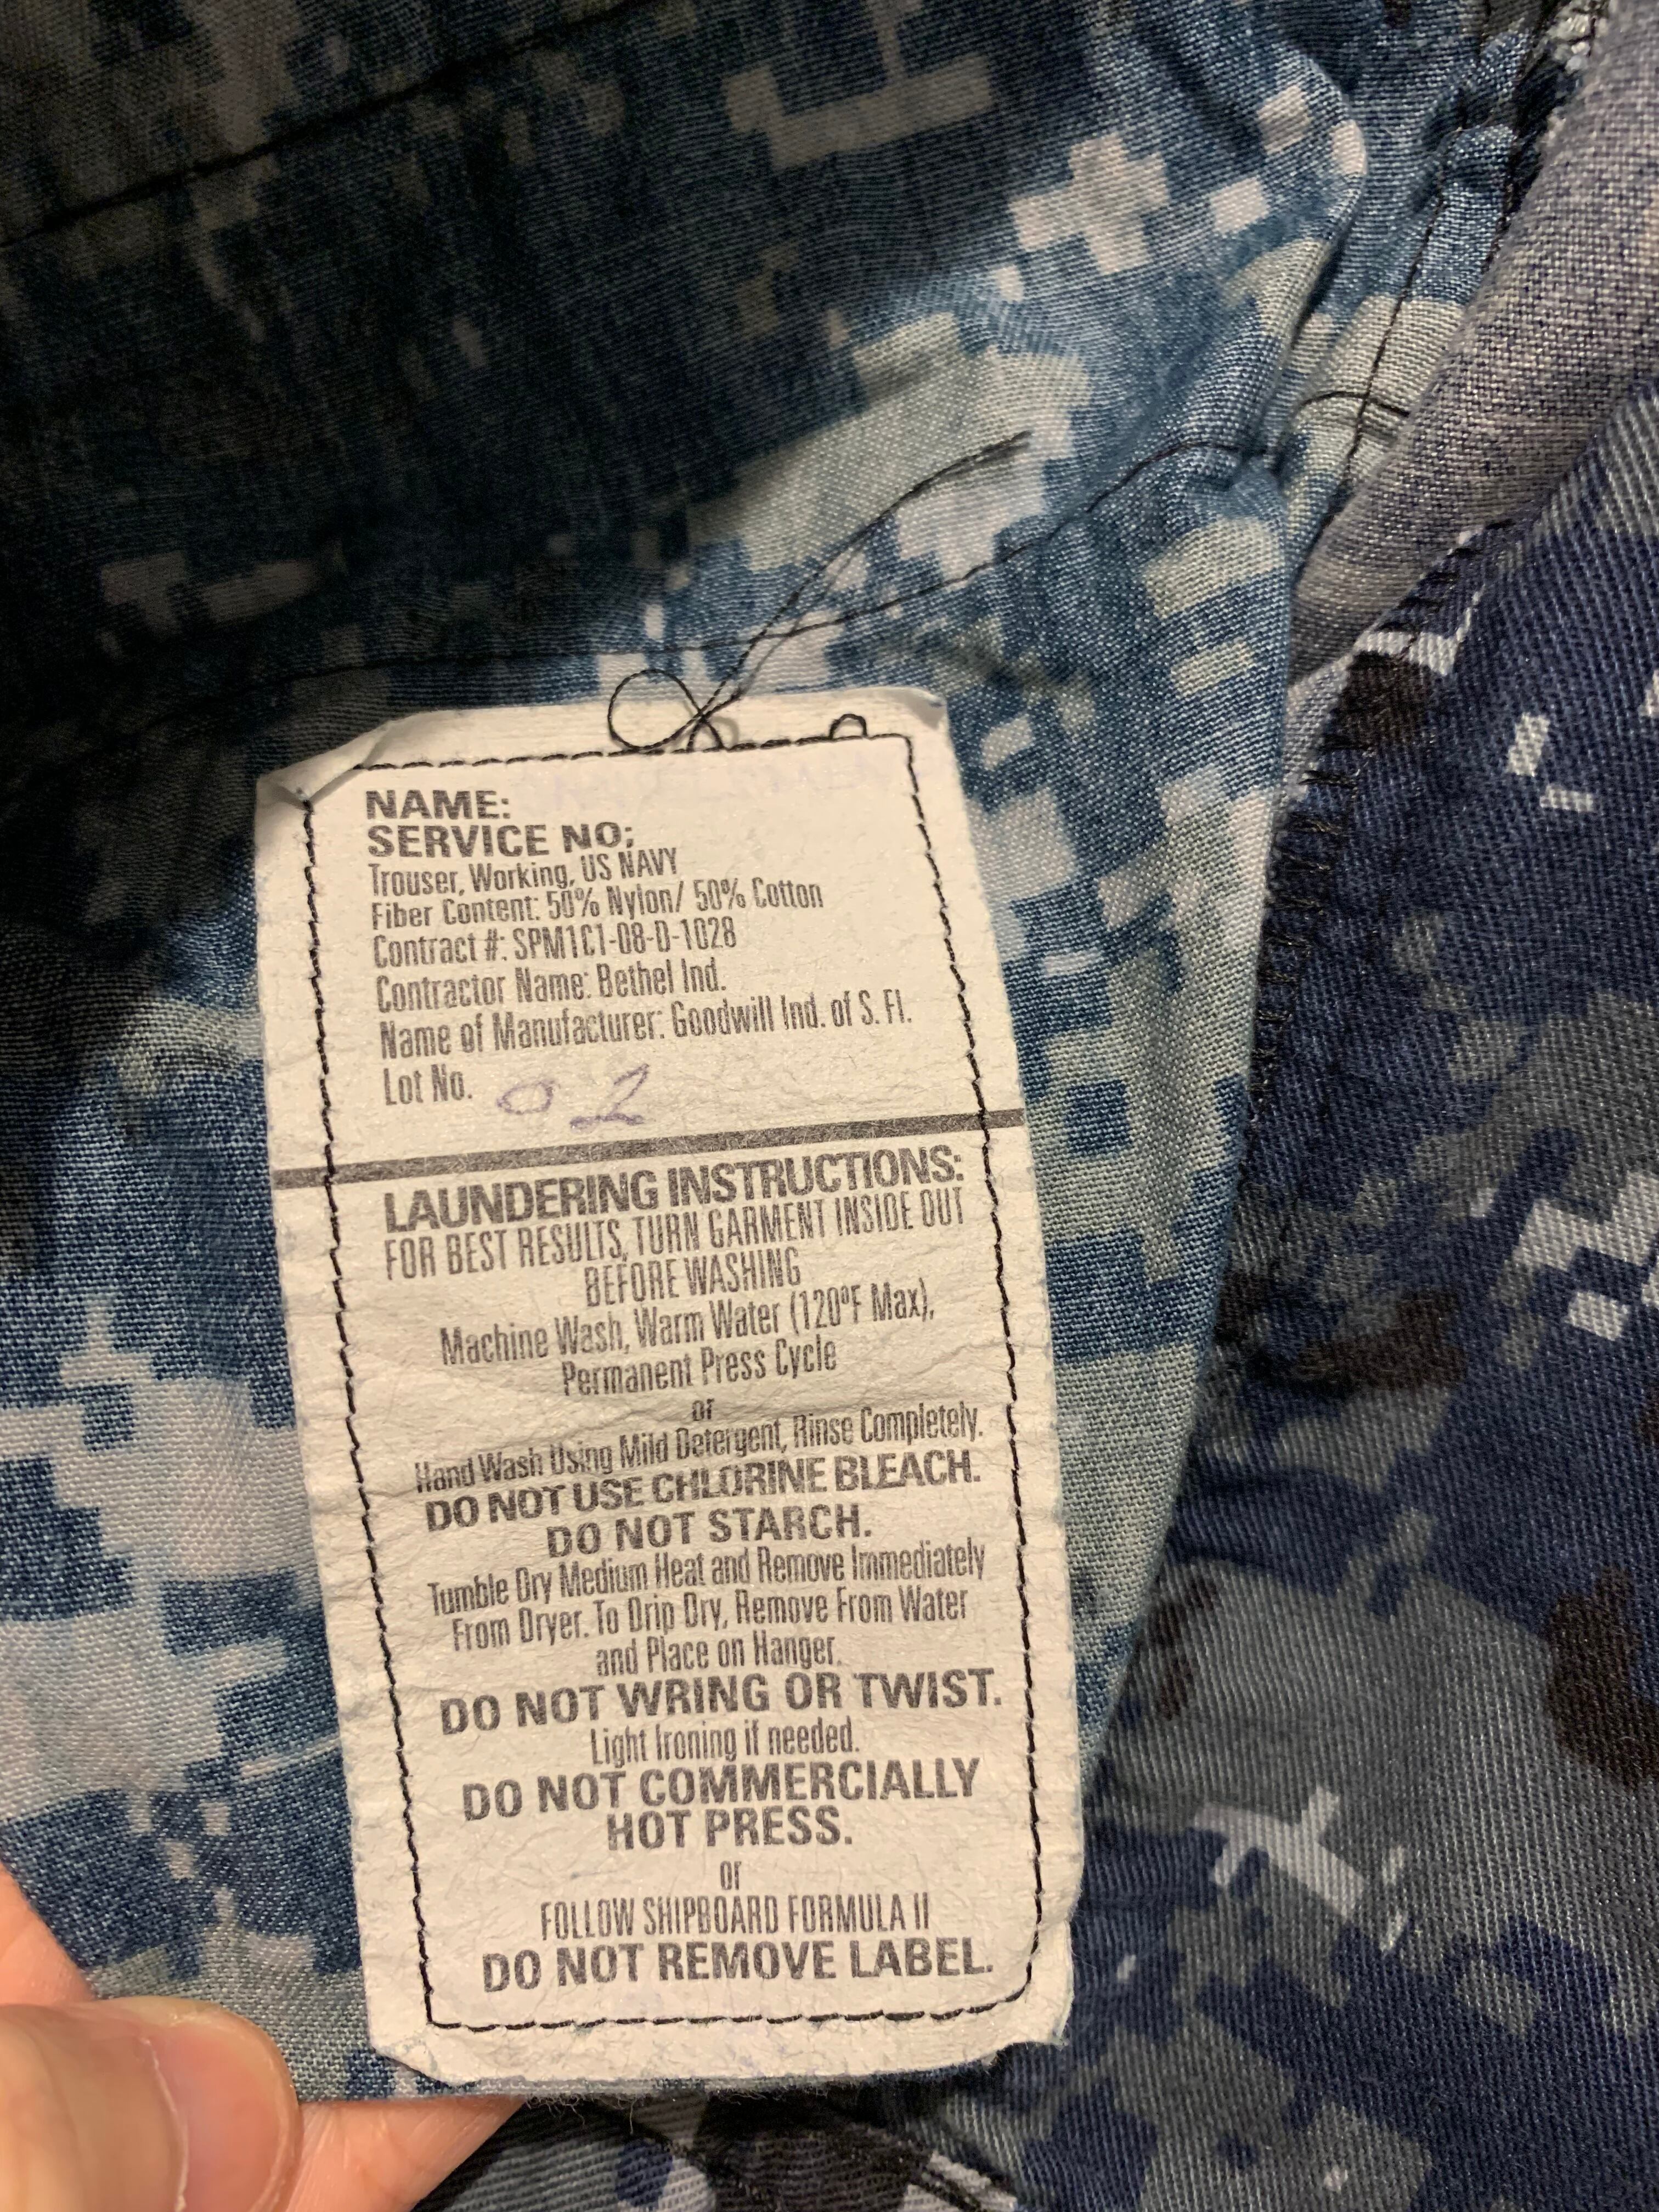 NAME:
SERVICE NO;
Trouser, Working, US NAVY
Fiber Content: 50% Nylon/ 50% Cotton
Contract #: SPM1C1-08-D-1028
Contractor Name: Bethel Ind.
Name of Manufacturer: Goodwill Ind. of S. Fl.
Lot No. 02
LAUNDERING INSTRUCTIONS:
FOR BEST RESULTS, TURN GARMENT INSIDE OUT
BEFORE WASHING
Machine Wash, Warm Water (120ºF Max),
Permanent Press Cycle
or
Hand Wash Using Mild Detergent, Rinse Completely.
DO NOT USE CHLORINE BLEACH.
DO NOT STARCH.
Tumble Dry Medium Heat and Remove Immediately
From Dryer. To Drip Dry, Remove From Water
and Place on Hanger.
DO NOT WRING OR TWIST.
Light Ironing if needed.
DO NOT COMMERCIALLY
HOT PRESS.
or
FOLLOW SHIPBOARD FORMULA II
DO NOT REMOVE LABEL.